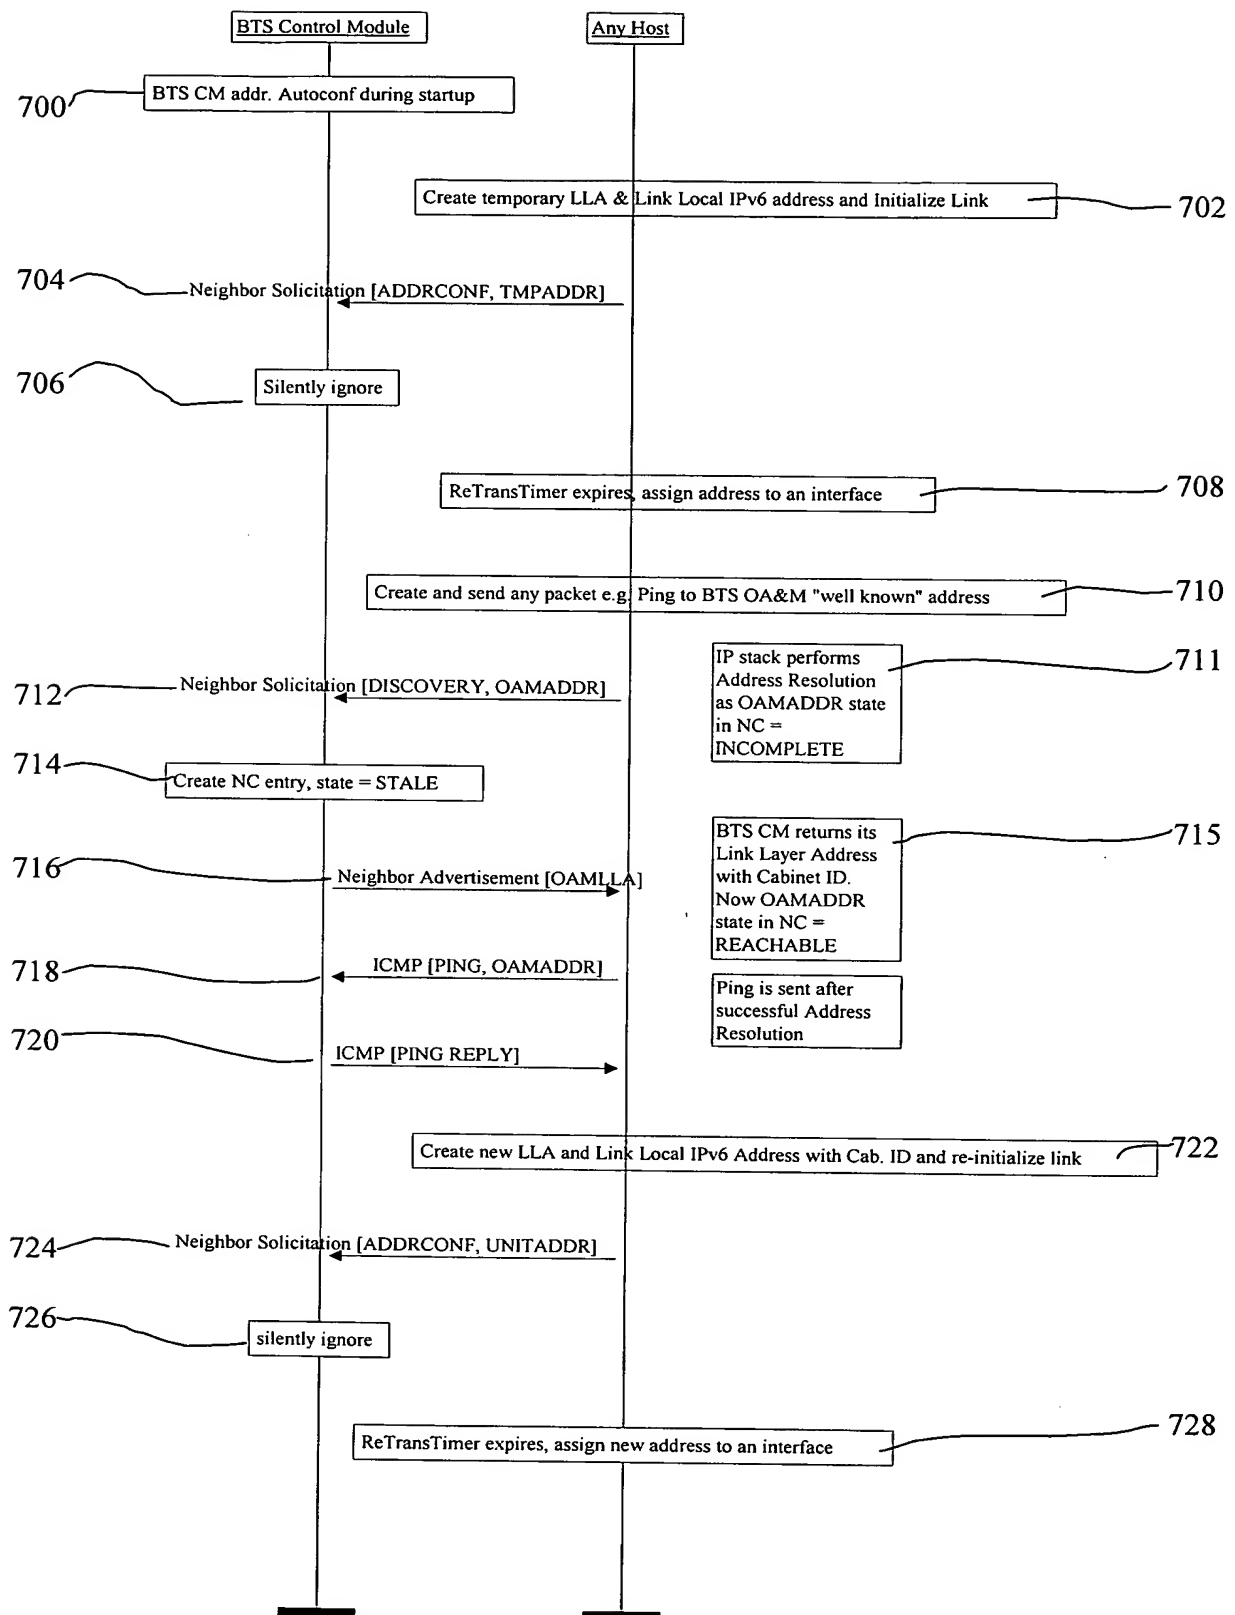 BTS Control Module
Any Host
700
BTS CM addr. Autoconf during startup
Create temporary LLA & Link Local IPv6 address and Initialize Link
702
704
Neighbor Solicitation [ADDRCONF, TMPADDR]
706
Silently ignore
ReTransTimer expires, assign address to an interface
708
Create and send any packet e.g. Ping to BTS OA&M "well known" address
710
IP stack performs
Address Resolution
as OAMADDR state
in NC =
INCOMPLETE
711
712
Neighbor Solicitation [DISCOVERY, OAMADDR]
714
Create NC entry, state = STALE
BTS CM returns its
Link Layer Address
with Cabinet ID.
Now OAMADDR
state in NC =
REACHABLE
715
716
Neighbor Advertisement [OAMLLA]
718
ICMP [PING, OAMADDR]
Ping is sent after
successful Address
Resolution
720
ICMP [PING REPLY]
Create new LLA and Link Local IPv6 Address with Cab. ID and re-initialize link
722
724
Neighbor Solicitation [ADDRCONF, UNITADDR]
726
silently ignore
ReTransTimer expires, assign new address to an interface
728